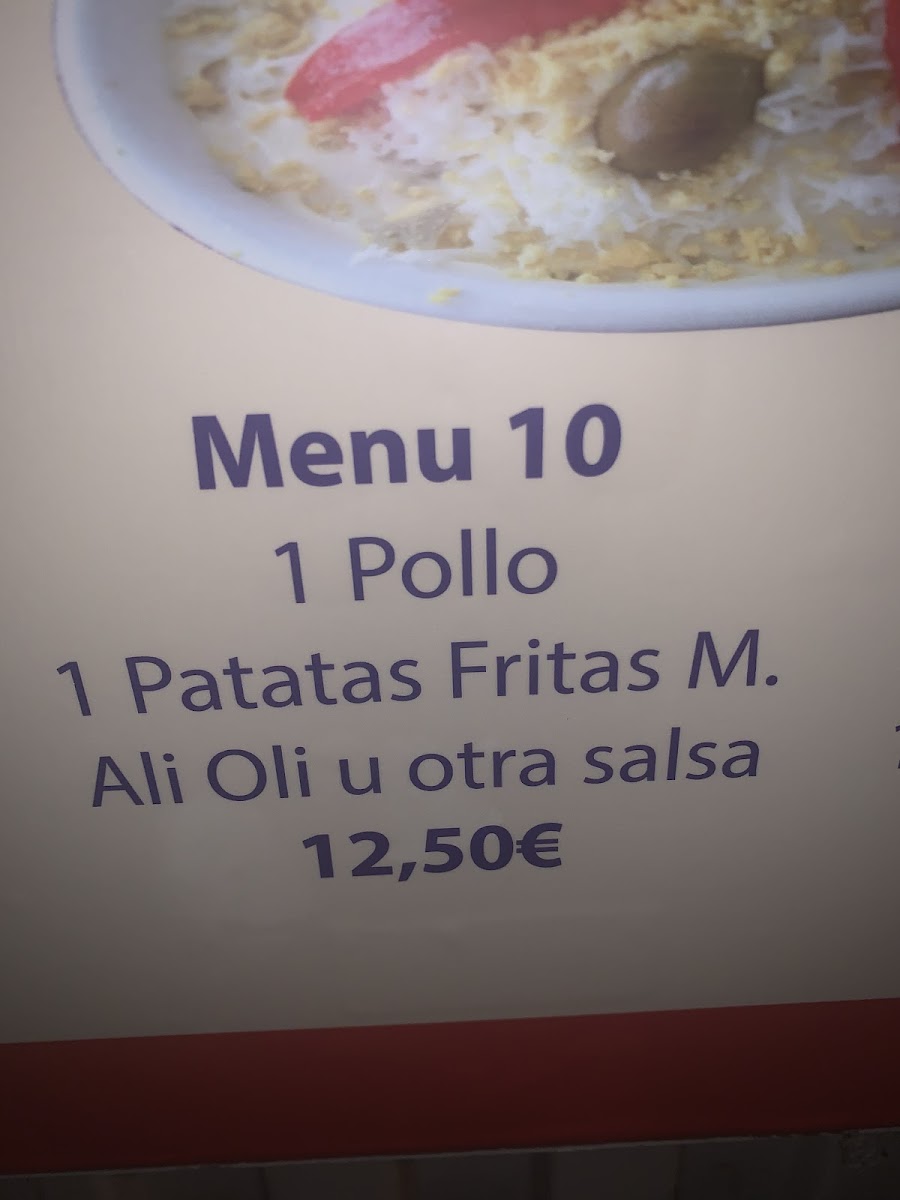 Menu 10
1 Pollo
1 Patatas Fritas M.
Ali Oli u otra salsa
12,50€